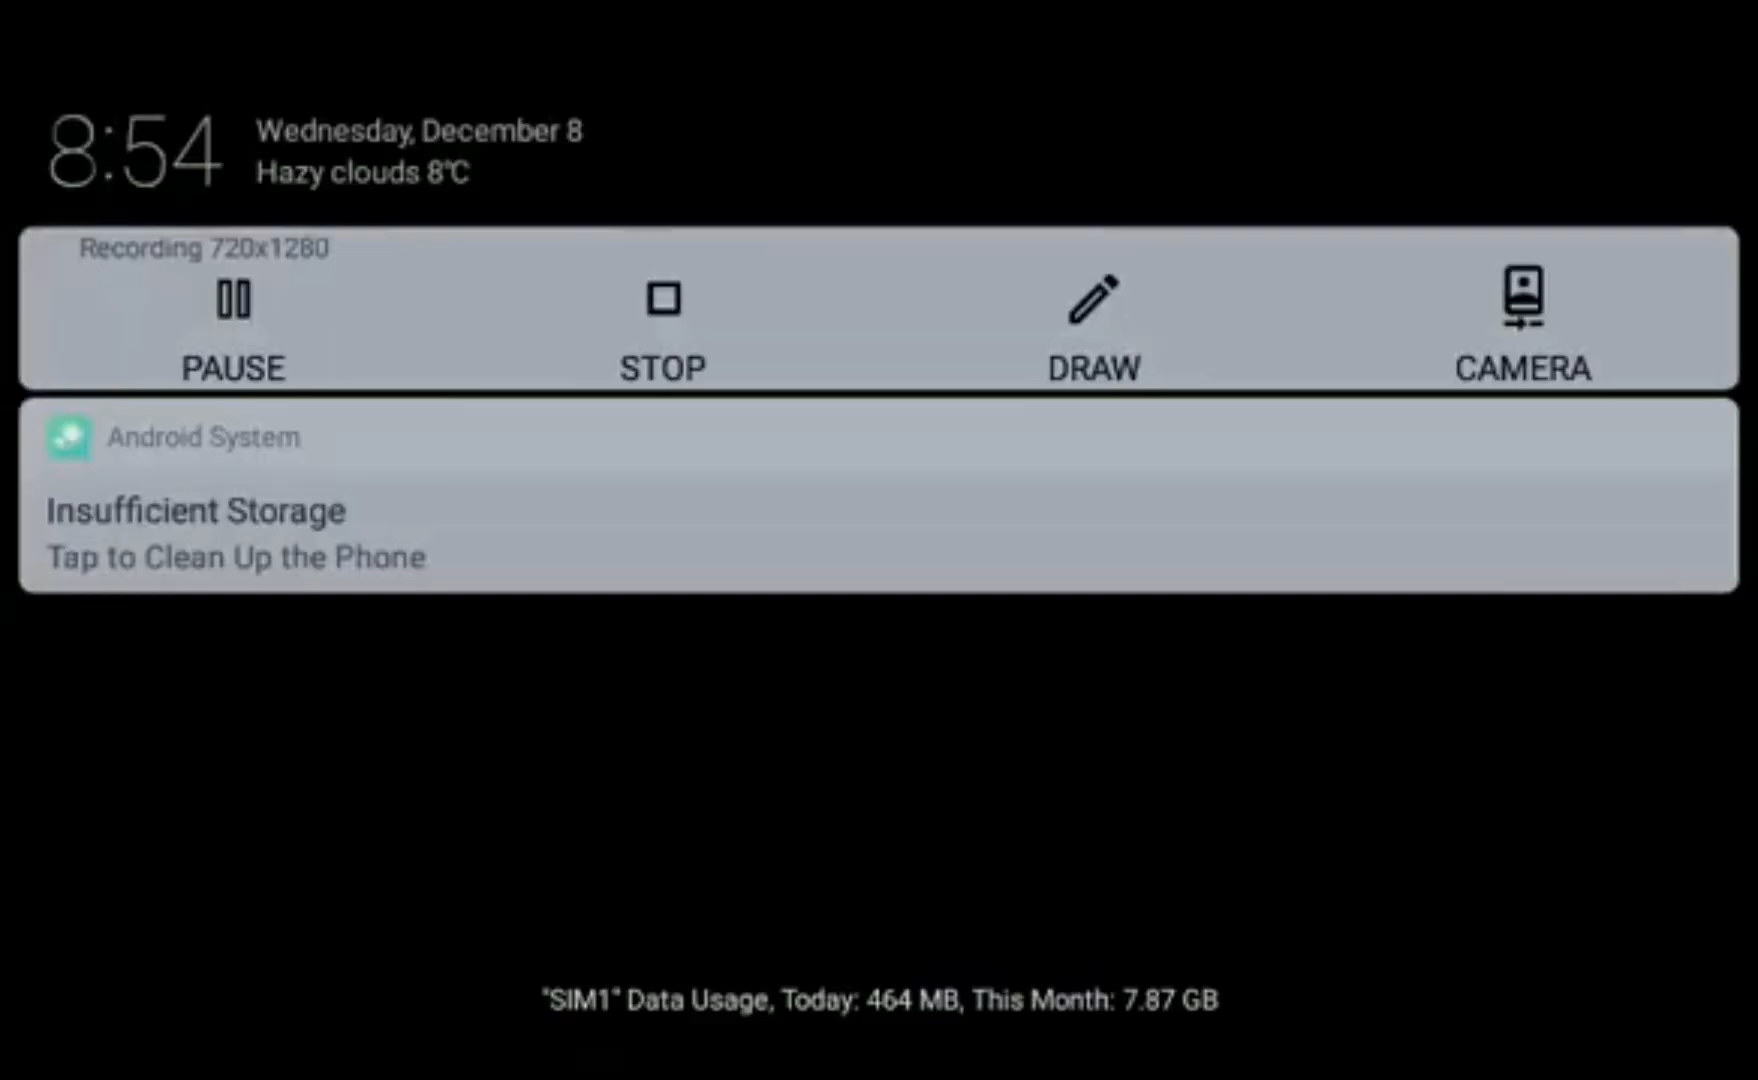 8:54
Wednesday, December 8
Hazy clouds 8°C
Recording 720x1280
PAUSE
STOP
DRAW
CAMERA
Android System
Insufficient Storage
Tap to Clean Up the Phone
"SIM1" Data Usage, Today: 464 MB, This Month: 7.87 GB